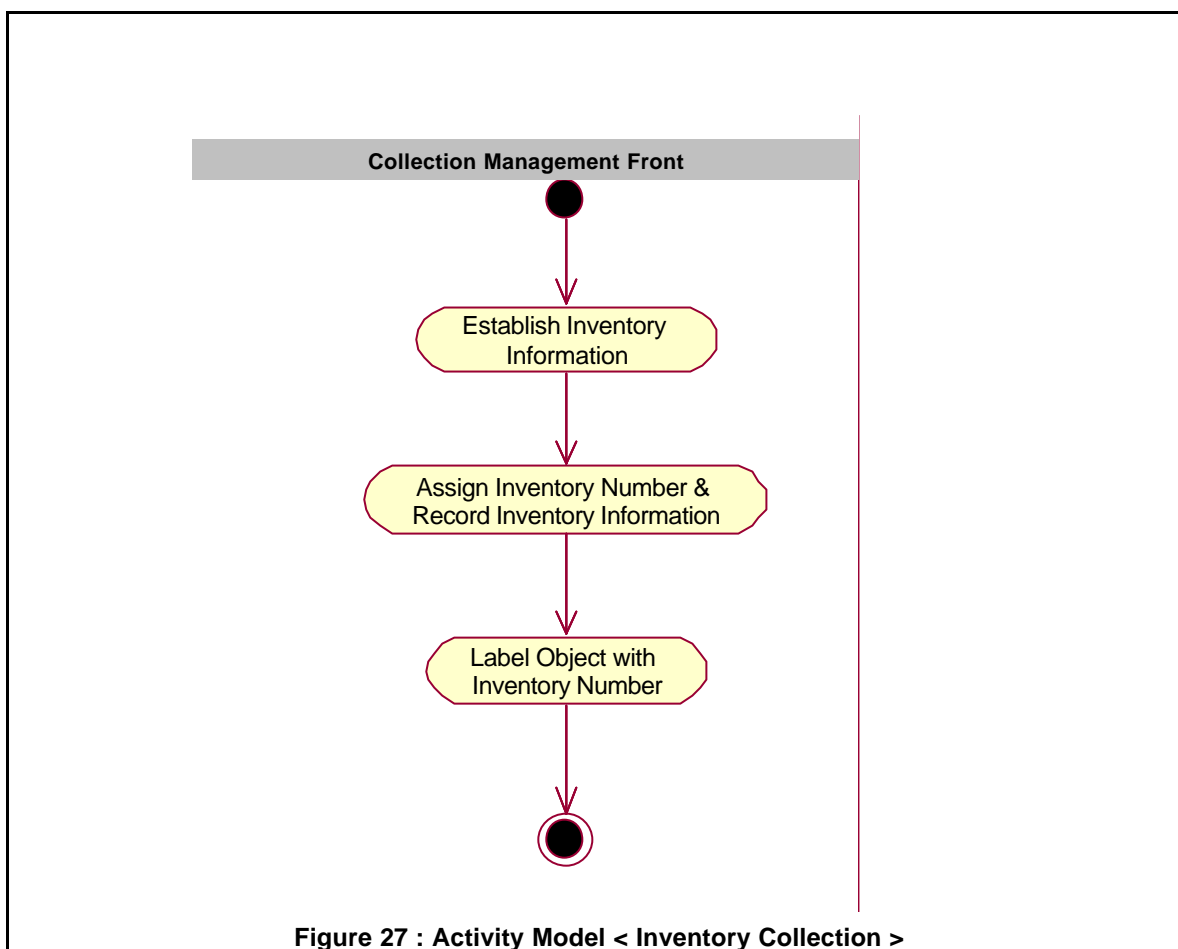 Collection Management Front
Establish Inventory
Information
Assign Inventory Number &
Record Inventory Information
Label Object with
Inventory Number
Figure 27 : Activity Model < Inventory Collection >